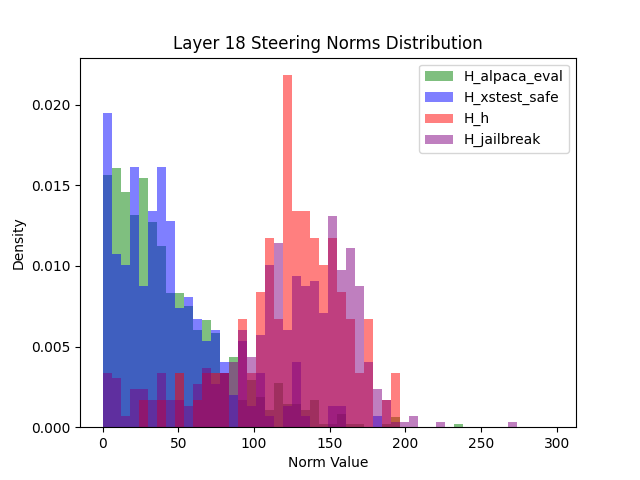 Layer 18 Steering Norms Distribution
H_alpaca_eval
H_xstest_safe
H_h
H_jailbreak
Density
0.020
0.015
0.010
0.005
0.000
0
50
100
150
200
250
300
Norm Value